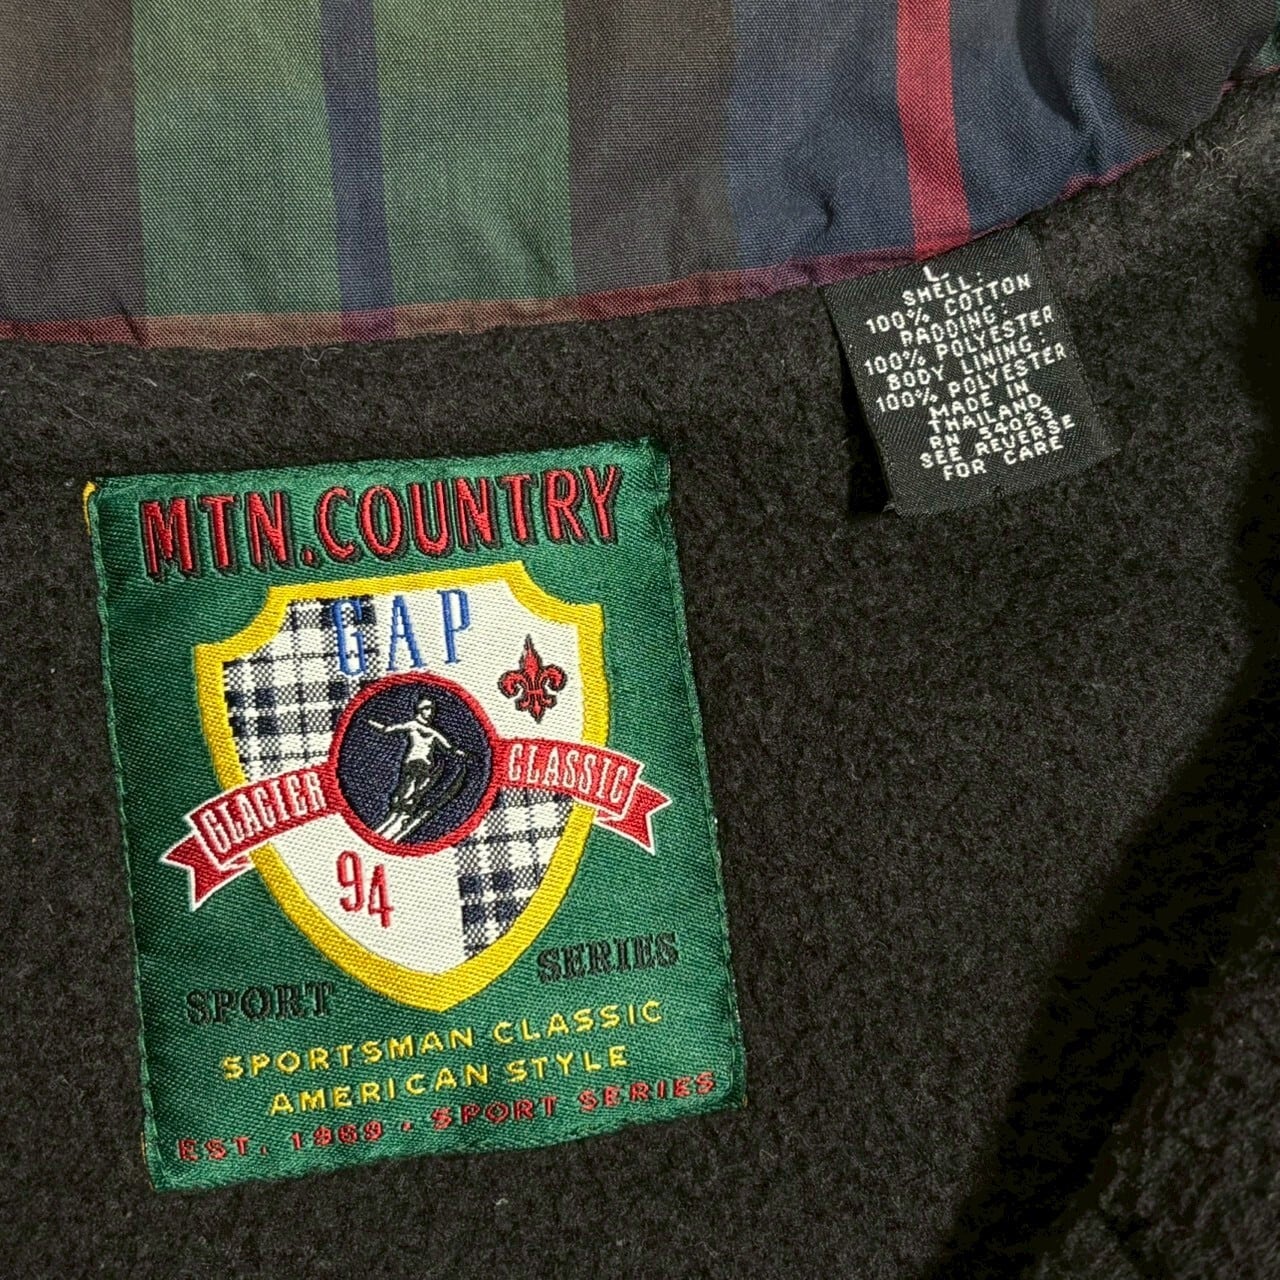 MTN.COUNTRY
GAP
GLACIER CLASSIC
94
SPORT SERIES
SPORTSMAN CLASSIC
AMERICAN STYLE
EST. 1969 · SPORT SERIES
L.
SHELL:
100% COTTON
PADDING:
100% POLYESTER
BODY LINING:
100% POLYESTER
MADE IN
THAILAND
RN 54023
SEE REVERSE
FOR CARE